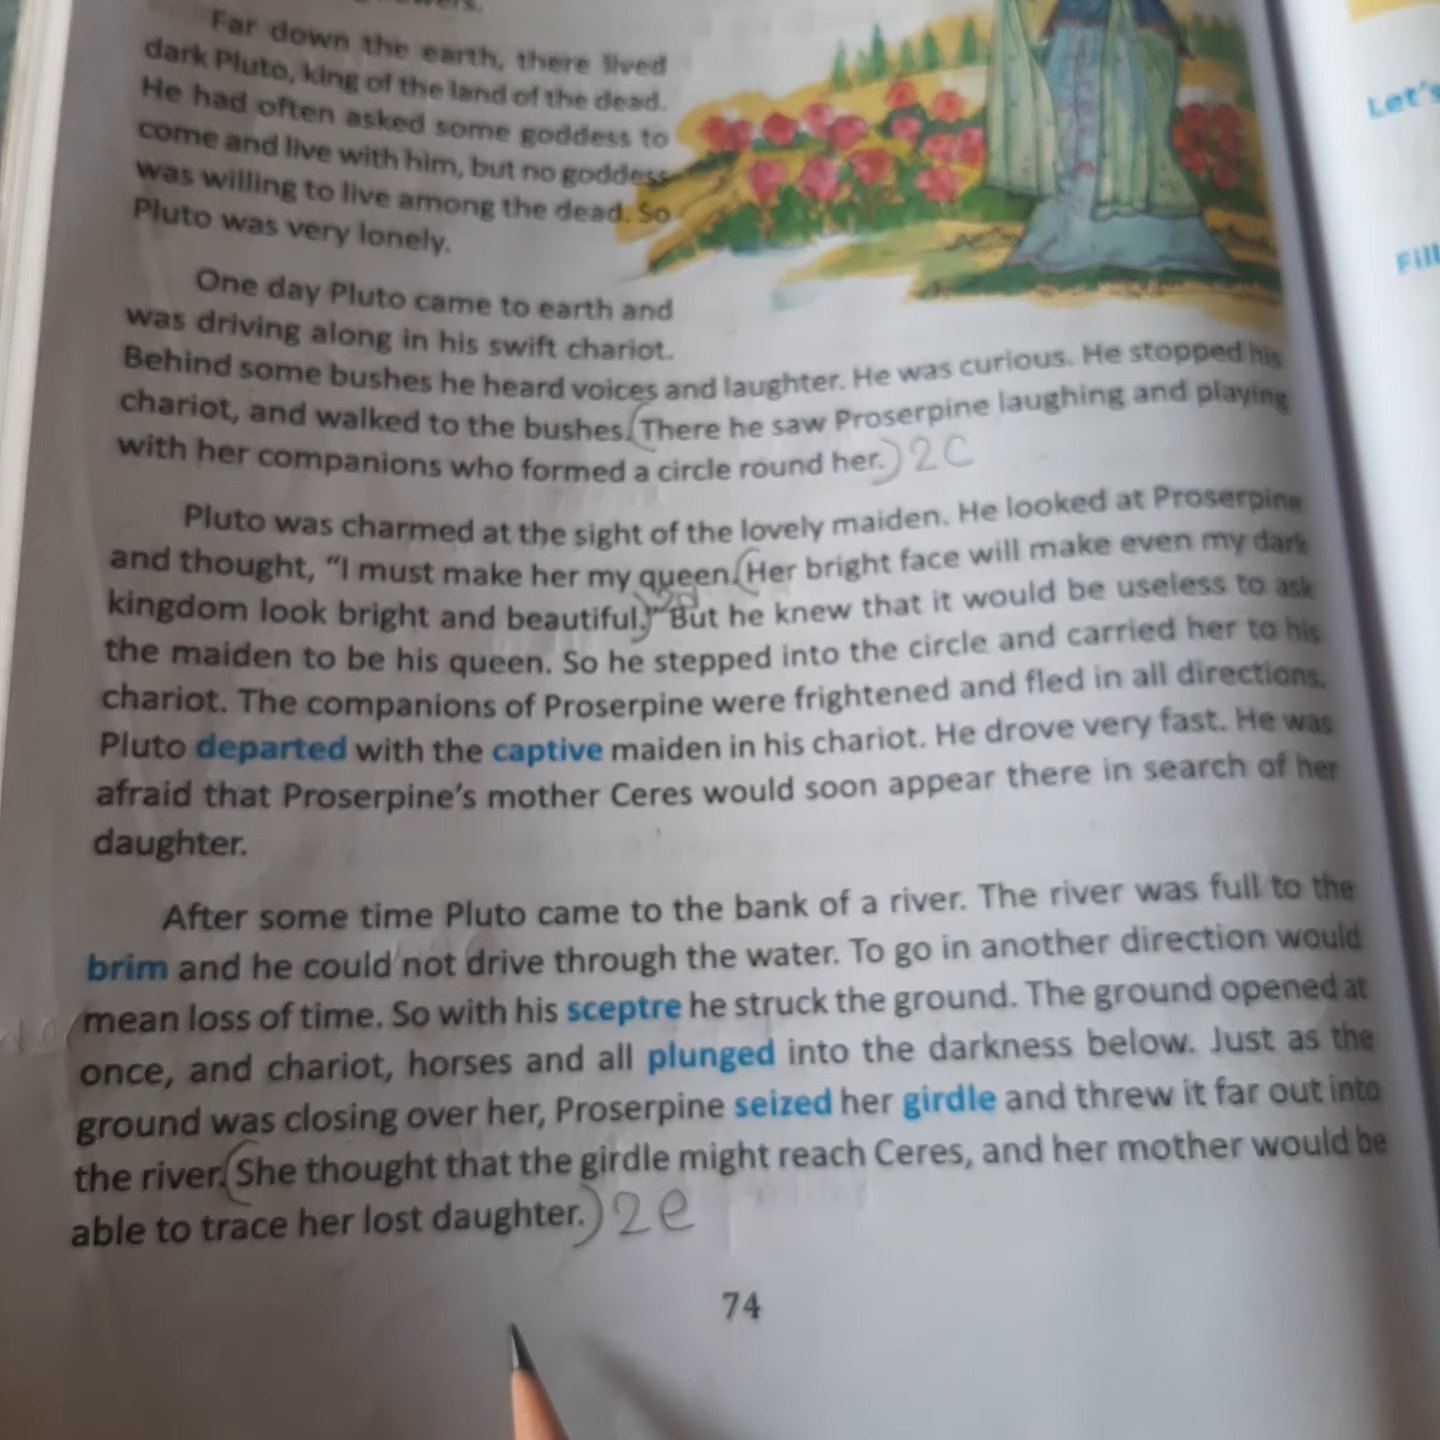 Far down the earth, there lived
dark Pluto, king of the land of the dead.
He had often asked some goddess to
come and live with him, but no goddess
was willing to live among the dead. So
Pluto was very lonely.
One day Pluto came to earth and
was driving along in his swift chariot.
Behind some bushes he heard voices and laughter. He was curious. He stopped his
chariot, and walked to the bushes. (There he saw Proserpine laughing and playing
with her companions who formed a circle round her.) 2c
Pluto was charmed at the sight of the lovely maiden. He looked at Proserpine
and thought, “I must make her my queen. (Her bright face will make even my dark
kingdom look bright and beautiful.)” 2d But he knew that it would be useless to ask
the maiden to be his queen. So he stepped into the circle and carried her to his
chariot. The companions of Proserpine were frightened and fled in all directions.
Pluto departed with the captive maiden in his chariot. He drove very fast. He was
afraid that Proserpine’s mother Ceres would soon appear there in search of her
daughter.
After some time Pluto came to the bank of a river. The river was full to the
brim and he could not drive through the water. To go in another direction would
mean loss of time. So with his sceptre he struck the ground. The ground opened at
once, and chariot, horses and all plunged into the darkness below. Just as the
ground was closing over her, Proserpine seized her girdle and threw it far out into
the river. (She thought that the girdle might reach Ceres, and her mother would be
able to trace her lost daughter.) 2e
74
Let's
Fill